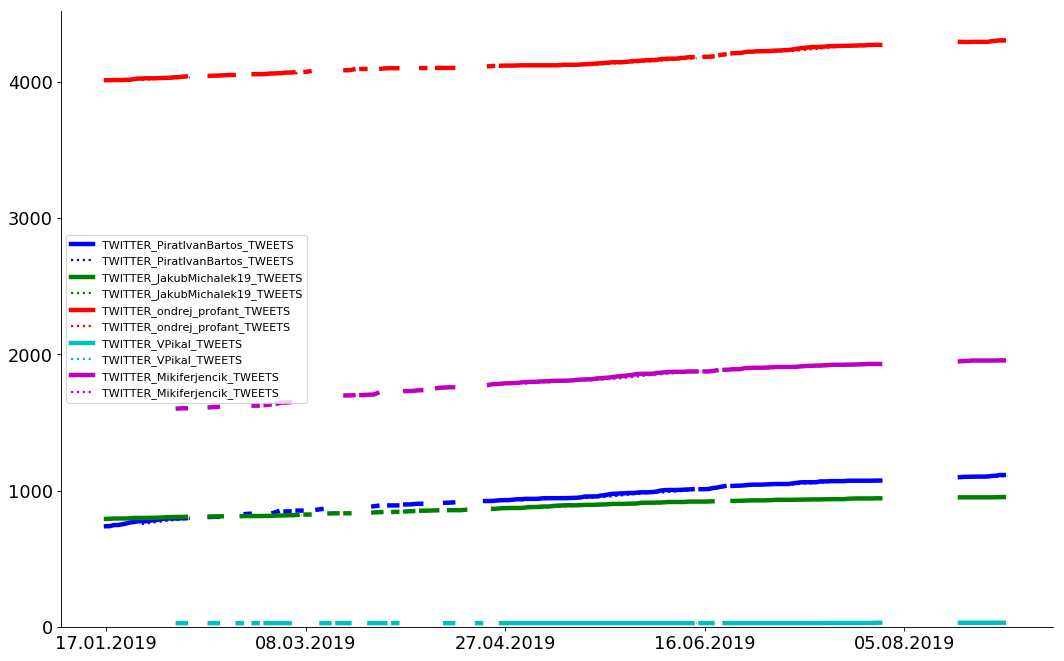 4000
3000
2000
1000
0
TWITTER_PiratIvanBartos_TWEETS
TWITTER_PiratIvanBartos_TWEETS
TWITTER_JakubMichalek19_TWEETS
TWITTER_JakubMichalek19_TWEETS
TWITTER_ondrej_profant_TWEETS
TWITTER_ondrej_profant_TWEETS
TWITTER_VPikal_TWEETS
TWITTER_VPikal_TWEETS
TWITTER_Mikiferjencik_TWEETS
TWITTER_Mikiferjencik_TWEETS
17.01.2019 08.03.2019 27.04.2019 16.06.2019 05.08.2019